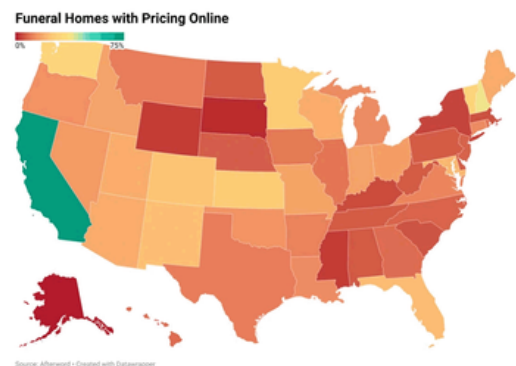 Funeral Homes with Pricing Online
0% 75%
Source: Afterword • Created with Datawrapper